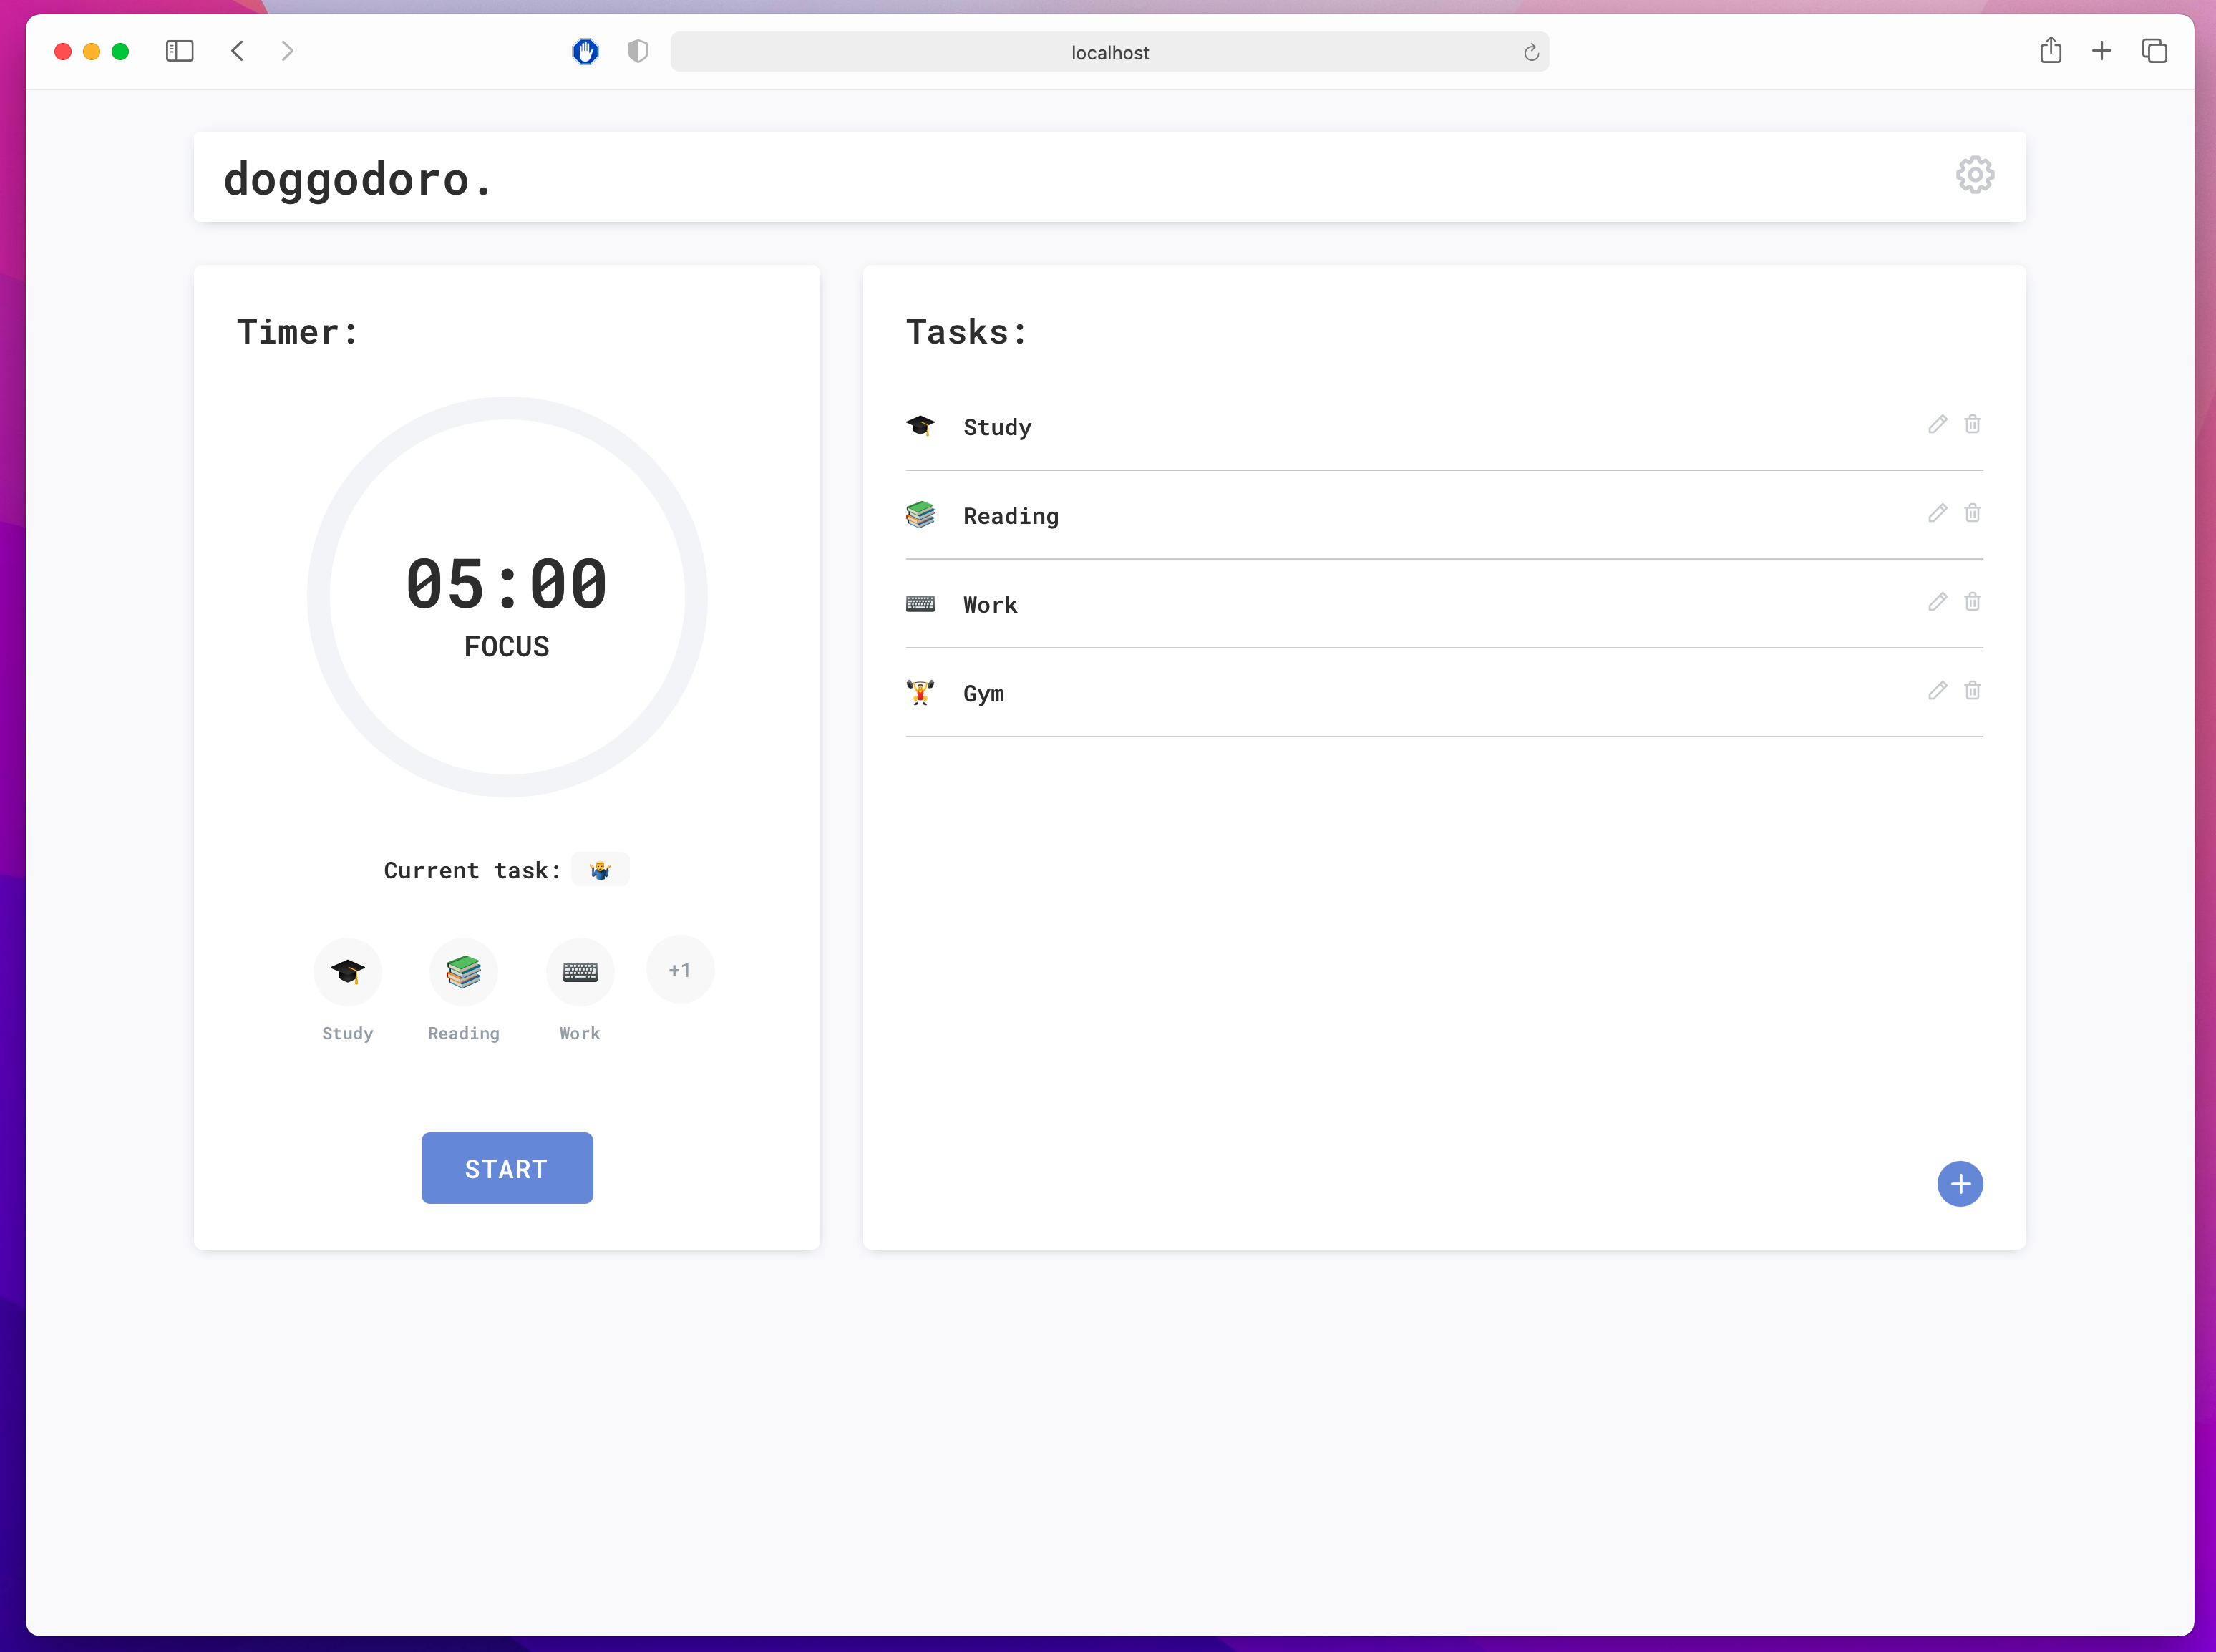 localhost
doggodoro.
Timer:
05:00
FOCUS
Current task:
Study
Reading
Work
+1
START
Tasks:
Study
Reading
Work
Gym